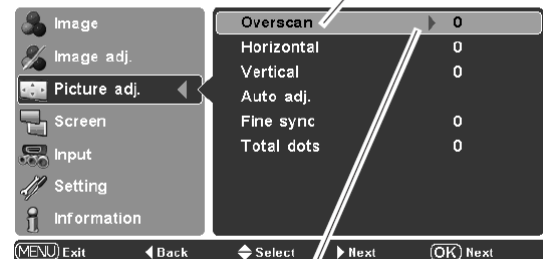 Image
Image adj.
Picture adj.
Screen
Input
Setting
Information
Overscan 0
Horizontal 0
Vertical 0
Auto adj.
Fine sync 0
Total dots 0
MENU Exit Back Select Next OK Next